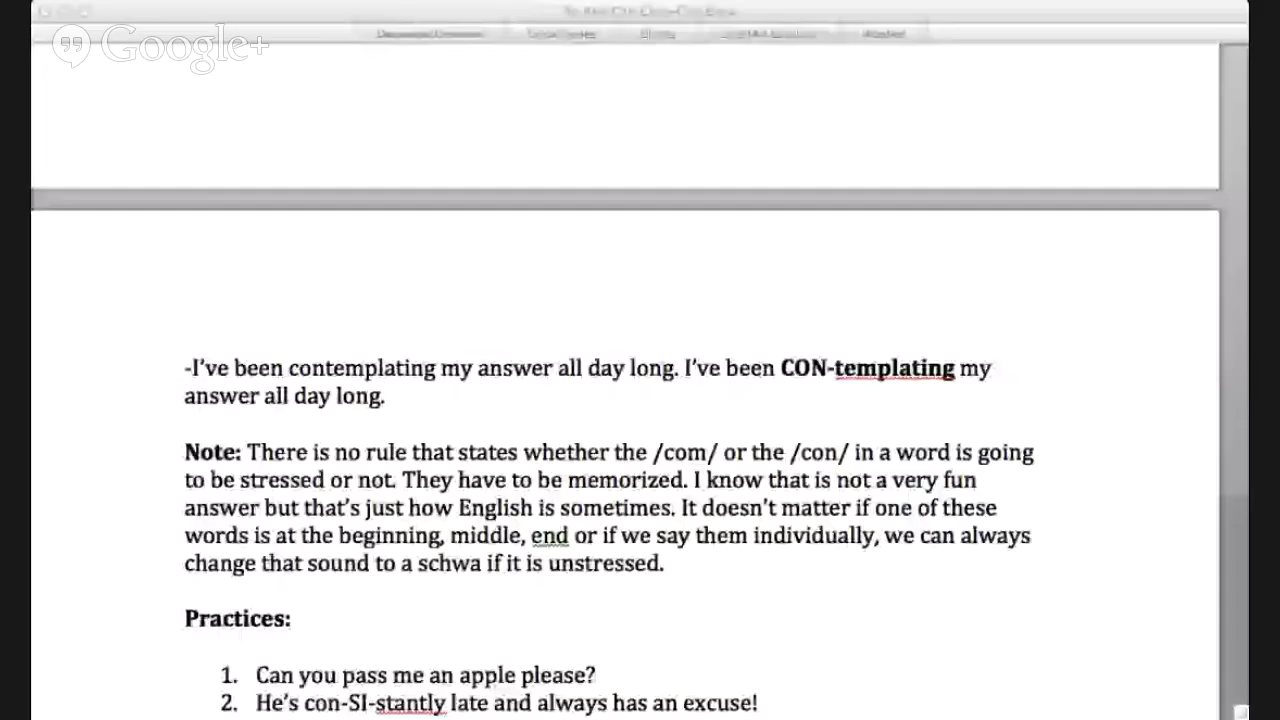 Google+
-I've been contemplating my answer all day long. I've been CON-templating my
answer all day long.
Note: There is no rule that states whether the /com/ or the /con/ in a word is going
to be stressed or not. They have to be memorized. I know that is not a very fun
answer but that's just how English is sometimes. It doesn't matter if one of these
words is at the beginning, middle, end or if we say them individually, we can always
change that sound to a schwa if it is unstressed.
Practices:
1. Can you pass me an apple please?
2. He's con-SI-stantly late and always has an excuse!